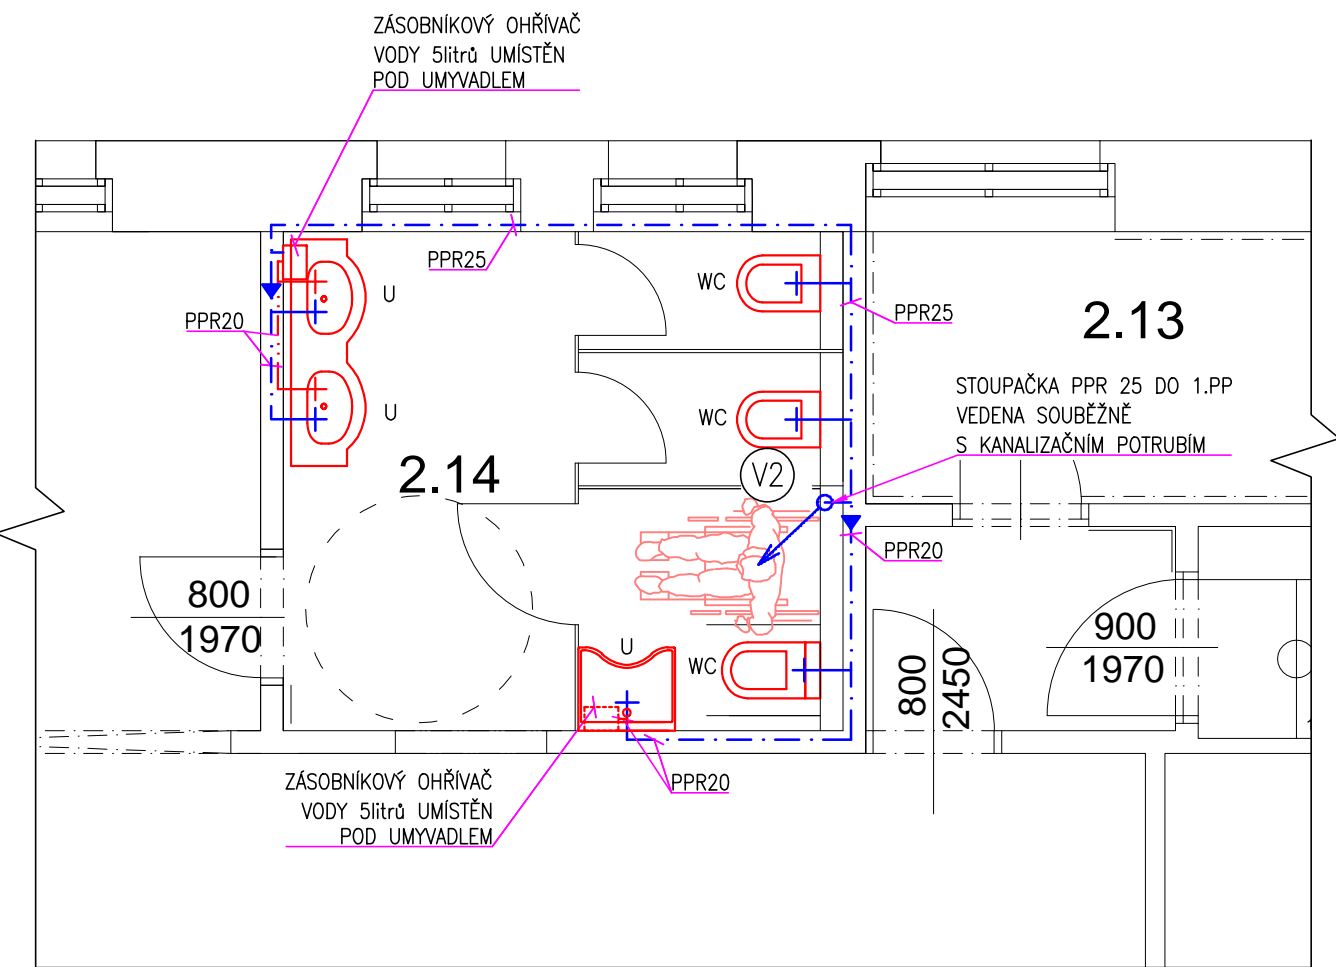 ZÁSOBNÍKOVÝ OHŘÍVAČ
VODY 5litrů UMÍSTĚN
POD UMYVADLEM
PPR25
WC
U
PPR20
PPR25
2.13
U
WC
STOUPAČKA PPR 25 DO 1.PP
VEDENA SOUBĚŽNĚ
S KANALIZAČNÍM POTRUBÍM
2.14
V2
PPR20
800
1970
U
WC
800
2450
900
1970
ZÁSOBNÍKOVÝ OHŘÍVAČ
VODY 5litrů UMÍSTĚN
POD UMYVADLEM
PPR20